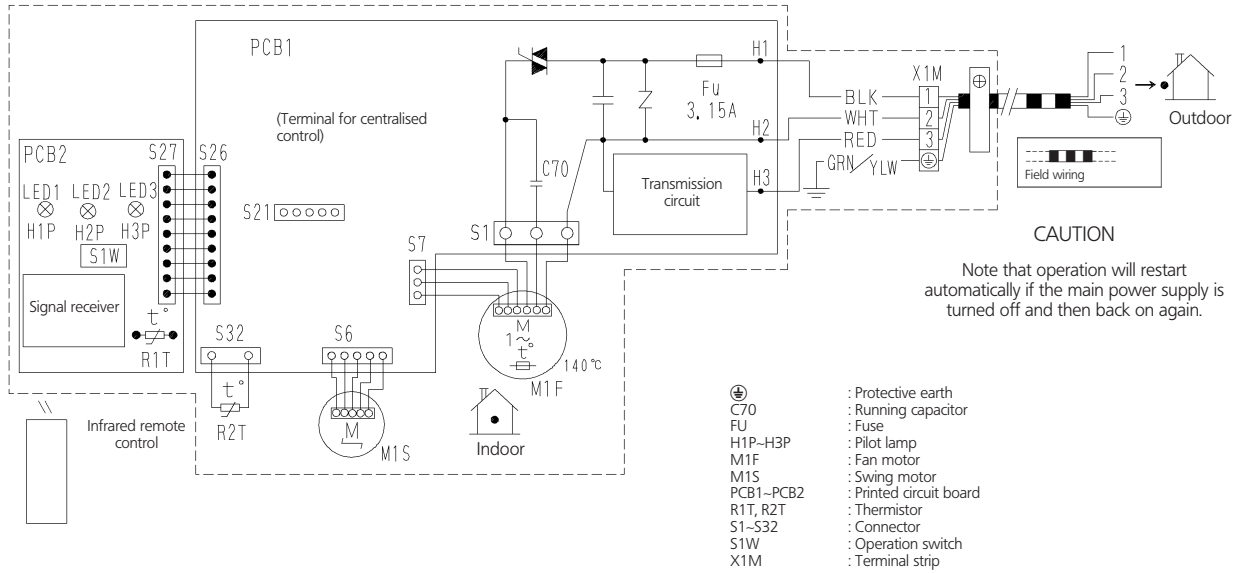 PCB1
(Terminal for centralised
control)
H1
Fu
3.15A
H2
H3
Transmission
circuit
C70
S1
S21
S7
S6
S32
S26
S27
PCB2
LED1 LED2 LED3
H1P H2P H3P
S1W
Signal receiver
t°
R1T
t°
R2T
M
M1S
M
1~
t°
140°C
M1F
Indoor
Infrared remote
control
X1M
BLK 1
WHT 2
RED 3
GRN/YLW
1
2
3
Outdoor
Field wiring
CAUTION
Note that operation will restart
automatically if the main power supply is
turned off and then back on again.
: Protective earth
C70 : Running capacitor
FU : Fuse
H1P~H3P : Pilot lamp
M1F : Fan motor
M1S : Swing motor
PCB1~PCB2 : Printed circuit board
R1T, R2T : Thermistor
S1~S32 : Connector
S1W : Operation switch
X1M : Terminal strip